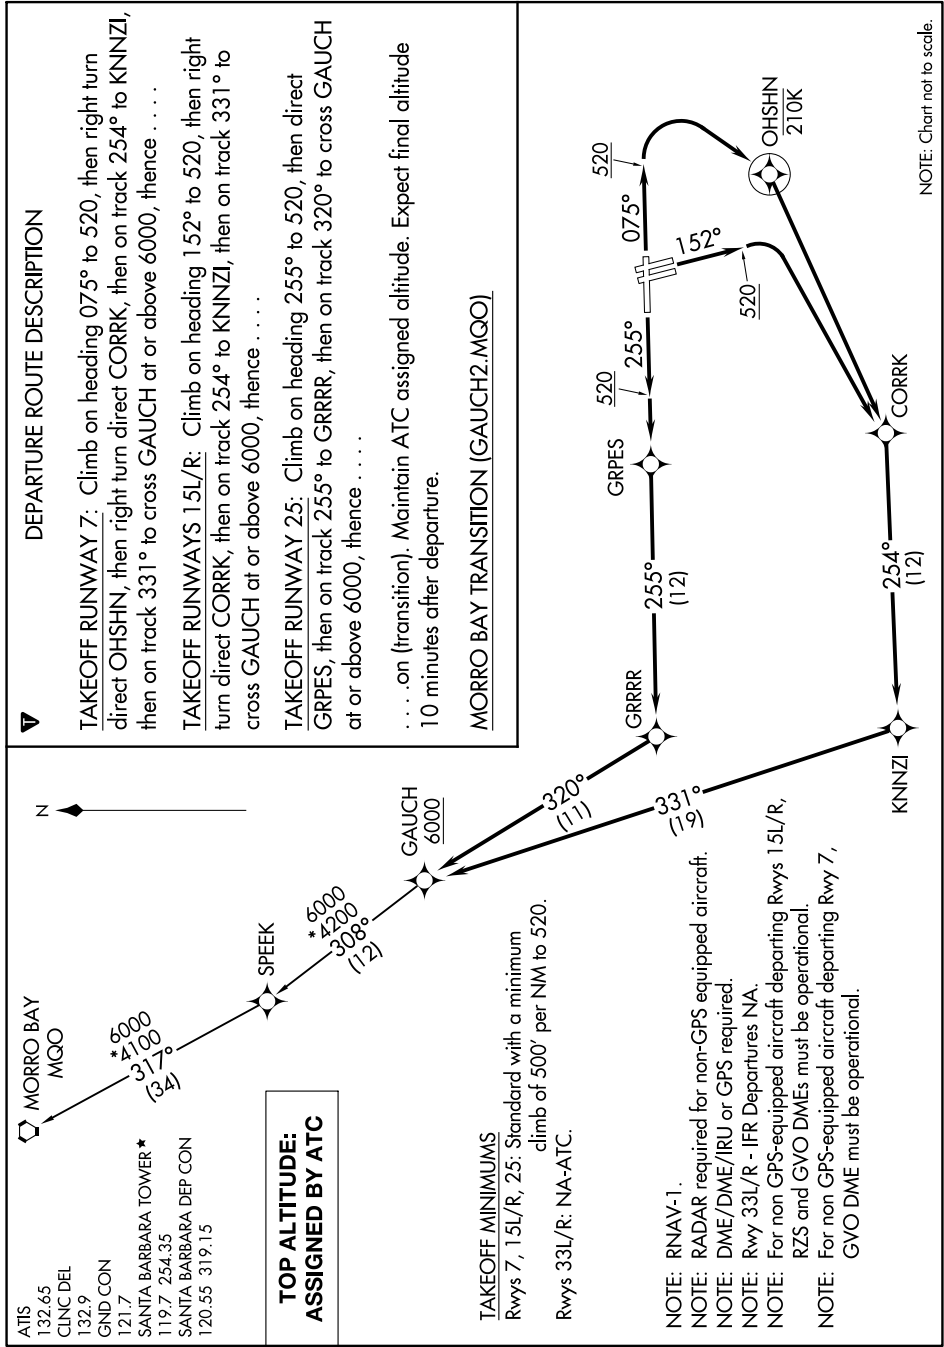 ATIS
132.65
CLNC DEL
132.9
GND CON
121.7
SANTA BARBARA TOWER★
119.7 254.35
SANTA BARBARA DEP CON
120.55 319.15
TOP ALTITUDE:
ASSIGNED BY ATC
TAKEOFF MINIMUMS
Rwys 7, 15L/R, 25: Standard with a minimum
climb of 500' per NM to 520.
Rwys 33L/R: NA-ATC.
NOTE: RNAV-1.
NOTE: RADAR required for non-GPS equipped aircraft.
NOTE: DME/DME/IRU or GPS required.
NOTE: Rwy 33L/R - IFR Departures NA.
NOTE: For non GPS-equipped aircraft departing Rwys 15L/R,
RZS and GVO DMEs must be operational.
NOTE: For non GPS-equipped aircraft departing Rwy 7,
GVO DME must be operational.
MORRO BAY
MQO
6000
*4100
317°
(34)
SPEEK
6000
*4200
308°
(12)
GAUCH
6000
N
320°
(11)
331°
(19)
GRRRR
KNNZI
255°
(12)
254°
(12)
GRPES
CORRK
520
255°
075°
520
152°
520
OHSHN
210K
NOTE: Chart not to scale.
T
DEPARTURE ROUTE DESCRIPTION
TAKEOFF RUNWAY 7: Climb on heading 075° to 520, then right turn
direct OHSHN, then right turn direct CORRK, then on track 254° to KNNZI,
then on track 331° to cross GAUCH at or above 6000, thence . . . .
TAKEOFF RUNWAYS 15L/R: Climb on heading 152° to 520, then right
turn direct CORRK, then on track 254° to KNNZI, then on track 331° to
cross GAUCH at or above 6000, thence . . . .
TAKEOFF RUNWAY 25: Climb on heading 255° to 520, then direct
GRPES, then on track 255° to GRRRR, then on track 320° to cross GAUCH
at or above 6000, thence . . . .
. . . .on (transition). Maintain ATC assigned altitude. Expect final altitude
10 minutes after departure.
MORRO BAY TRANSITION (GAUCH2.MQO)